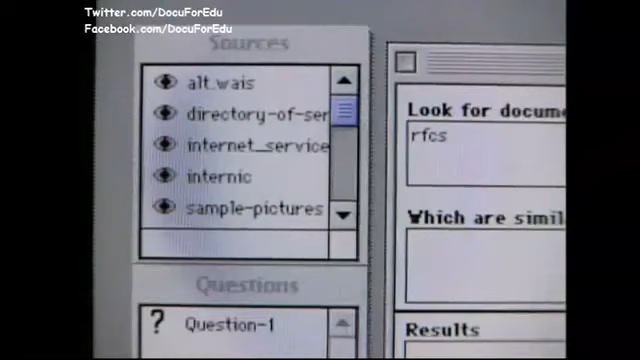 Twitter.com/DocuForEdu
Facebook.com/DocuForEdu
Sources
alt.wais
directory-of-ser
internet_service
internic
sample-pictures
Questions
? Question-1
Look for docume
rfcs
Which are simil
Results